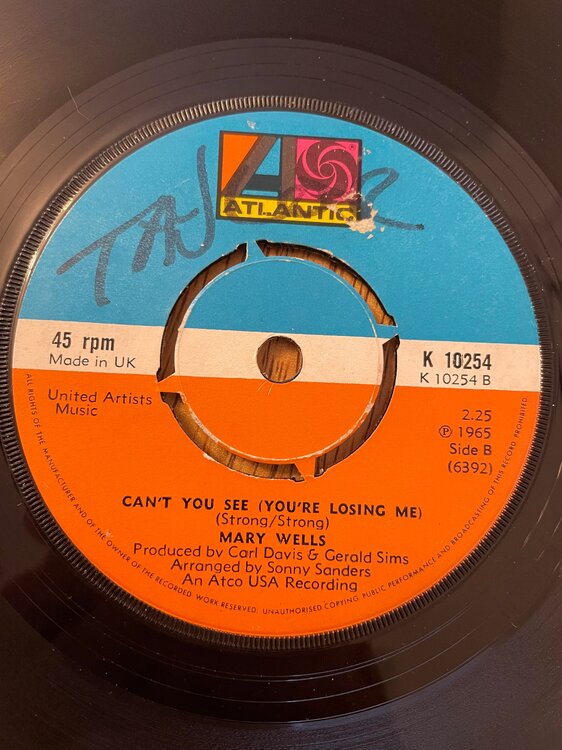 ATLANTIC
45 rpm
Made in UK
K 10254
K 10254 B
United Artists
Music
2.25
Ⓟ 1965
Side B
(6392)
CAN'T YOU SEE (YOU'RE LOSING ME)
(Strong/Strong)
MARY WELLS
Produced by Carl Davis & Gerald Sims
Arranged by Sonny Sanders
An Atco USA Recording
ALL RIGHTS OF THE MANUFACTURER AND OF THE OWNER OF THE RECORDED WORK RESERVED. UNAUTHORISED COPYING PUBLIC PERFORMANCE AND BROADCASTING OF THIS RECORD PROHIBITED